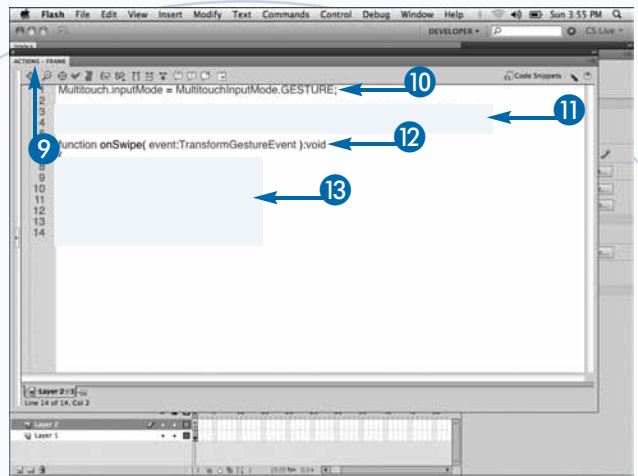 Flash File Edit View Insert Modify Text Commands Control Debug Window Help Sun 3:55 PM
FL DEVELOPER CS Live
TOOLS
ACTIONS - FRAME
Code Snippets
1 Multitouch.inputMode = MultitouchInputMode.GESTURE; 10
2
3 11
4
9 function onSwipe( event:TransformGestureEvent ):void 12
8
9
10 13
11
12
13
14
Layer 2 : 1
Line 14 of 14, Col 2
Layer 2
Layer 1